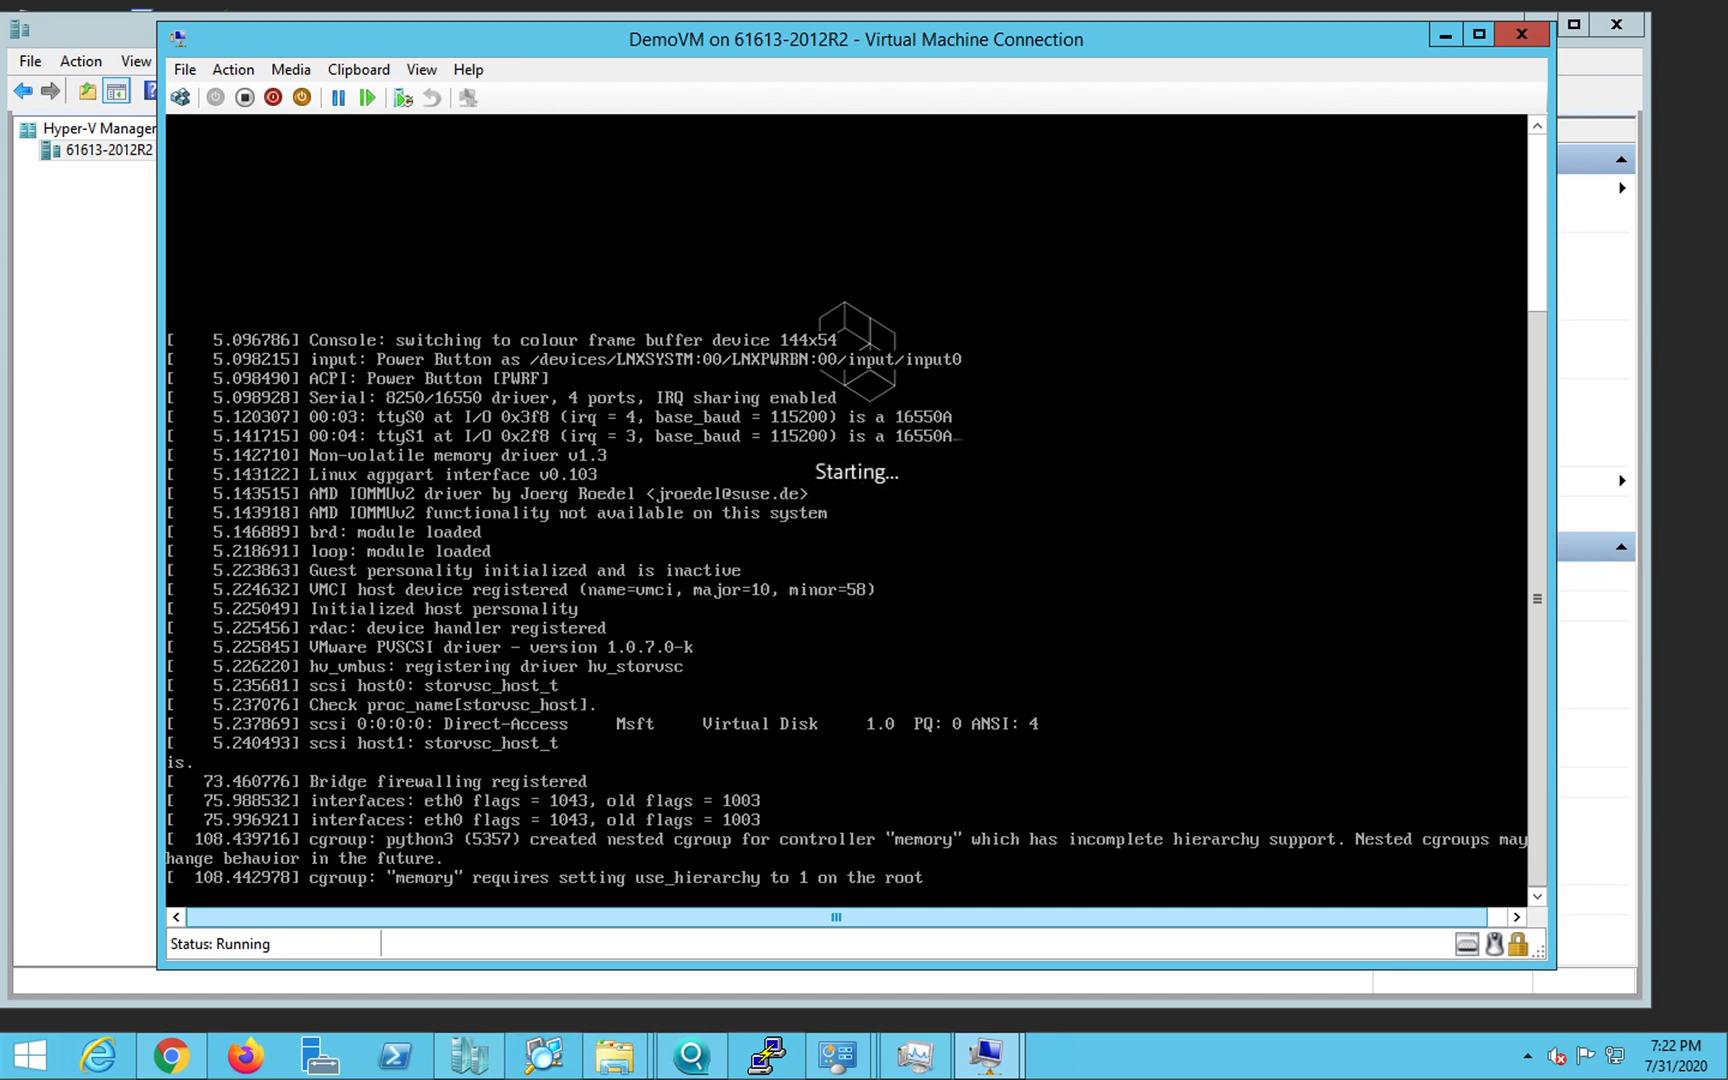 DemoVM on 61613-2012R2 - Virtual Machine Connection
File Action View
File Action Media Clipboard View Help
Hyper-V Manager
61613-2012R2
[    5.096786] Console: switching to colour frame buffer device 144x54
[    5.098215] input: Power Button as /devices/LNXSYSTM:00/LNXPWRBN:00/input/input0
[    5.098490] ACPI: Power Button [PWRF]
[    5.098928] Serial: 8250/16550 driver, 4 ports, IRQ sharing enabled
[    5.120307] 00:03: ttyS0 at I/O 0x3f8 (irq = 4, base_baud = 115200) is a 16550A
[    5.141715] 00:04: ttyS1 at I/O 0x2f8 (irq = 3, base_baud = 115200) is a 16550A
[    5.142710] Non-volatile memory driver v1.3
[    5.143122] Linux agpgart interface v0.103
Starting...
[    5.143515] AMD IOMMUv2 driver by Joerg Roedel <jroedel@suse.de>
[    5.143918] AMD IOMMUv2 functionality not available on this system
[    5.146889] brd: module loaded
[    5.218691] loop: module loaded
[    5.223863] Guest personality initialized and is inactive
[    5.224632] VMCI host device registered (name=vmci, major=10, minor=58)
[    5.225049] Initialized host personality
[    5.225456] rdac: device handler registered
[    5.225845] VMware PVSCSI driver - version 1.0.7.0-k
[    5.226220] hv_vmbus: registering driver hv_storvsc
[    5.235681] scsi host0: storvsc_host_t
[    5.237076] Check proc_name[storvsc_host].
[    5.237869] scsi 0:0:0:0: Direct-Access     Msft     Virtual Disk     1.0  PQ: 0 ANSI: 4
[    5.240493] scsi host1: storvsc_host_t
is.
[   73.460776] Bridge firewalling registered
[   75.988532] interfaces: eth0 flags = 1043, old flags = 1003
[   75.996921] interfaces: eth0 flags = 1043, old flags = 1003
[  108.439716] cgroup: python3 (5357) created nested cgroup for controller "memory" which has incomplete hierarchy support. Nested cgroups may
hange behavior in the future.
[  108.442978] cgroup: "memory" requires setting use_hierarchy to 1 on the root
Status: Running
7:22 PM
7/31/2020